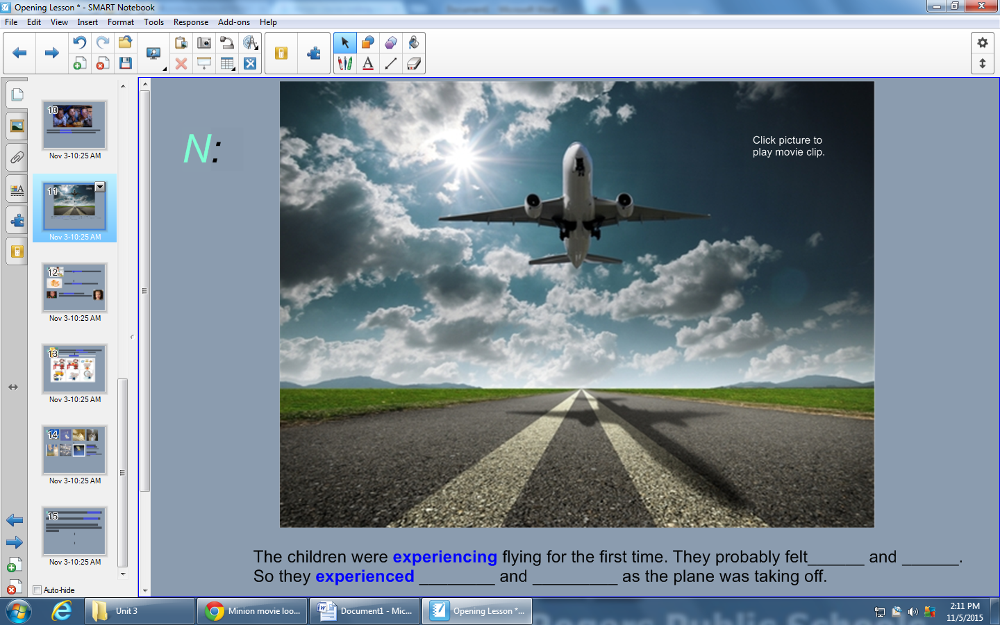 Opening Lesson * - SMART Notebook
File Edit View Insert Format Tools Response Add-ons Help
10
Nov 3-10:25 AM
11
Nov 3-10:25 AM
12
Nov 3-10:25 AM
13
Nov 3-10:25 AM
14
Nov 3-10:25 AM
15
Nov 3-10:25 AM
Auto-hide
N:
Click picture to
play movie clip.
The children were experiencing flying for the first time. They probably felt______ and ______.
So they experienced ________ and _________ as the plane was taking off.
Unit 3
Minion movie loo...
Document1 - Mic...
Opening Lesson *...
2:11 PM
11/5/2015
Rogers Public Schools